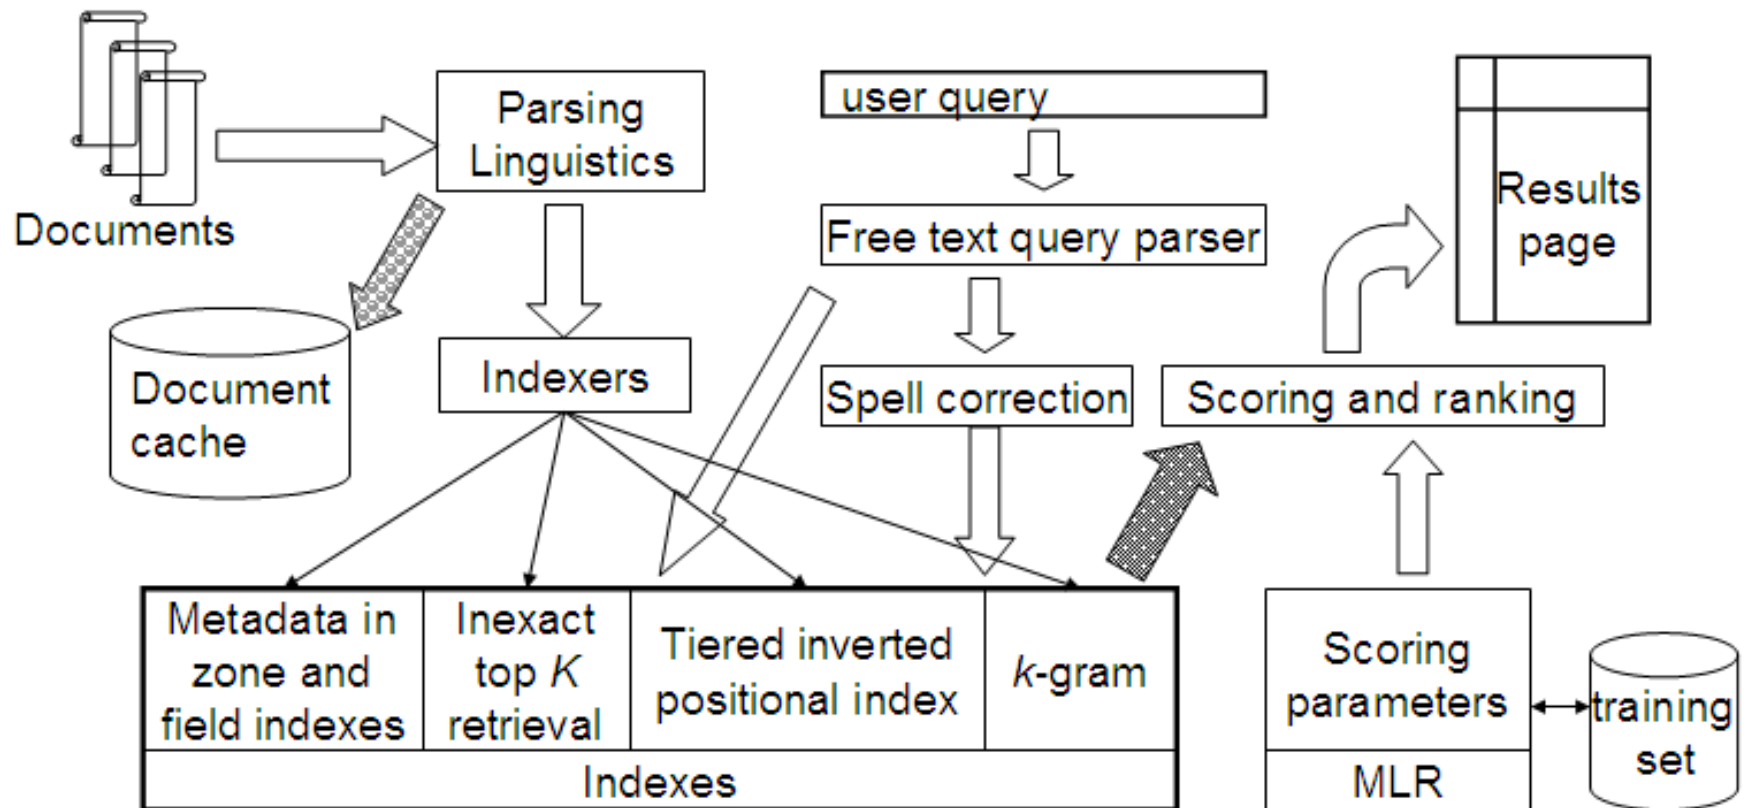 Documents
Parsing
Linguistics
user query
Results
page
Free text query parser
Document
cache
Indexers
Spell correction
Scoring and ranking
Metadata in
zone and
field indexes
Inexact
top K
retrieval
Tiered inverted
positional index
k-gram
Indexes
Scoring
parameters
MLR
training
set